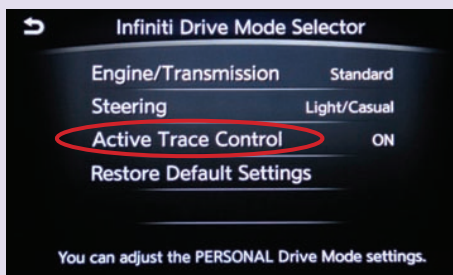 Infiniti Drive Mode Selector
Engine/Transmission Standard
Steering Light/Casual
Active Trace Control ON
Restore Default Settings
You can adjust the PERSONAL Drive Mode settings.